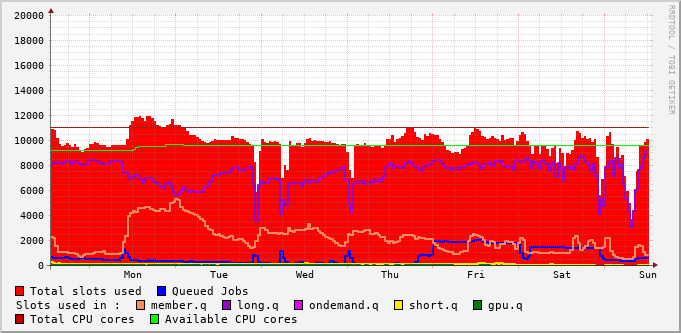 RRDTOOL / TOBI OETIKER
20000
18000
16000
14000
12000
10000
8000
6000
4000
2000
0
Mon Tue Wed Thu Fri Sat Sun
Total slots used Queued Jobs
Slots used in : member.q long.q ondemand.q short.q gpu.q
Total CPU cores Available CPU cores